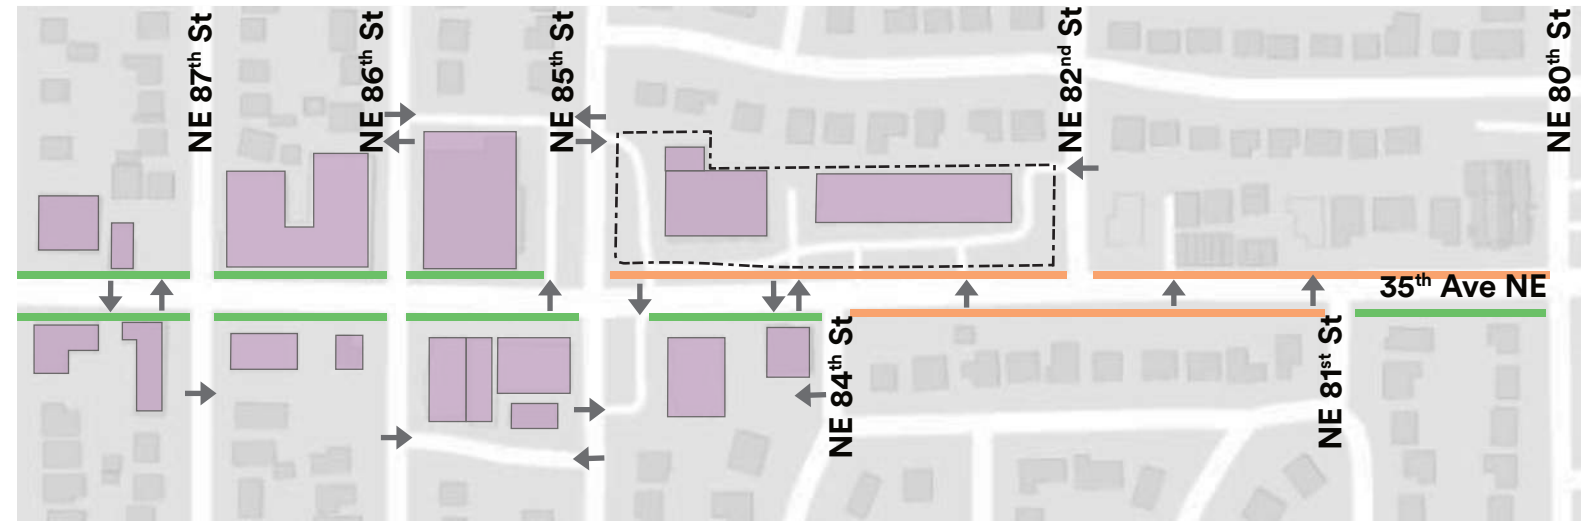 NE 87th St
NE 86th St
NE 85th St
NE 82nd St
NE 80th St
35th Ave NE
NE 84th St
NE 81st St